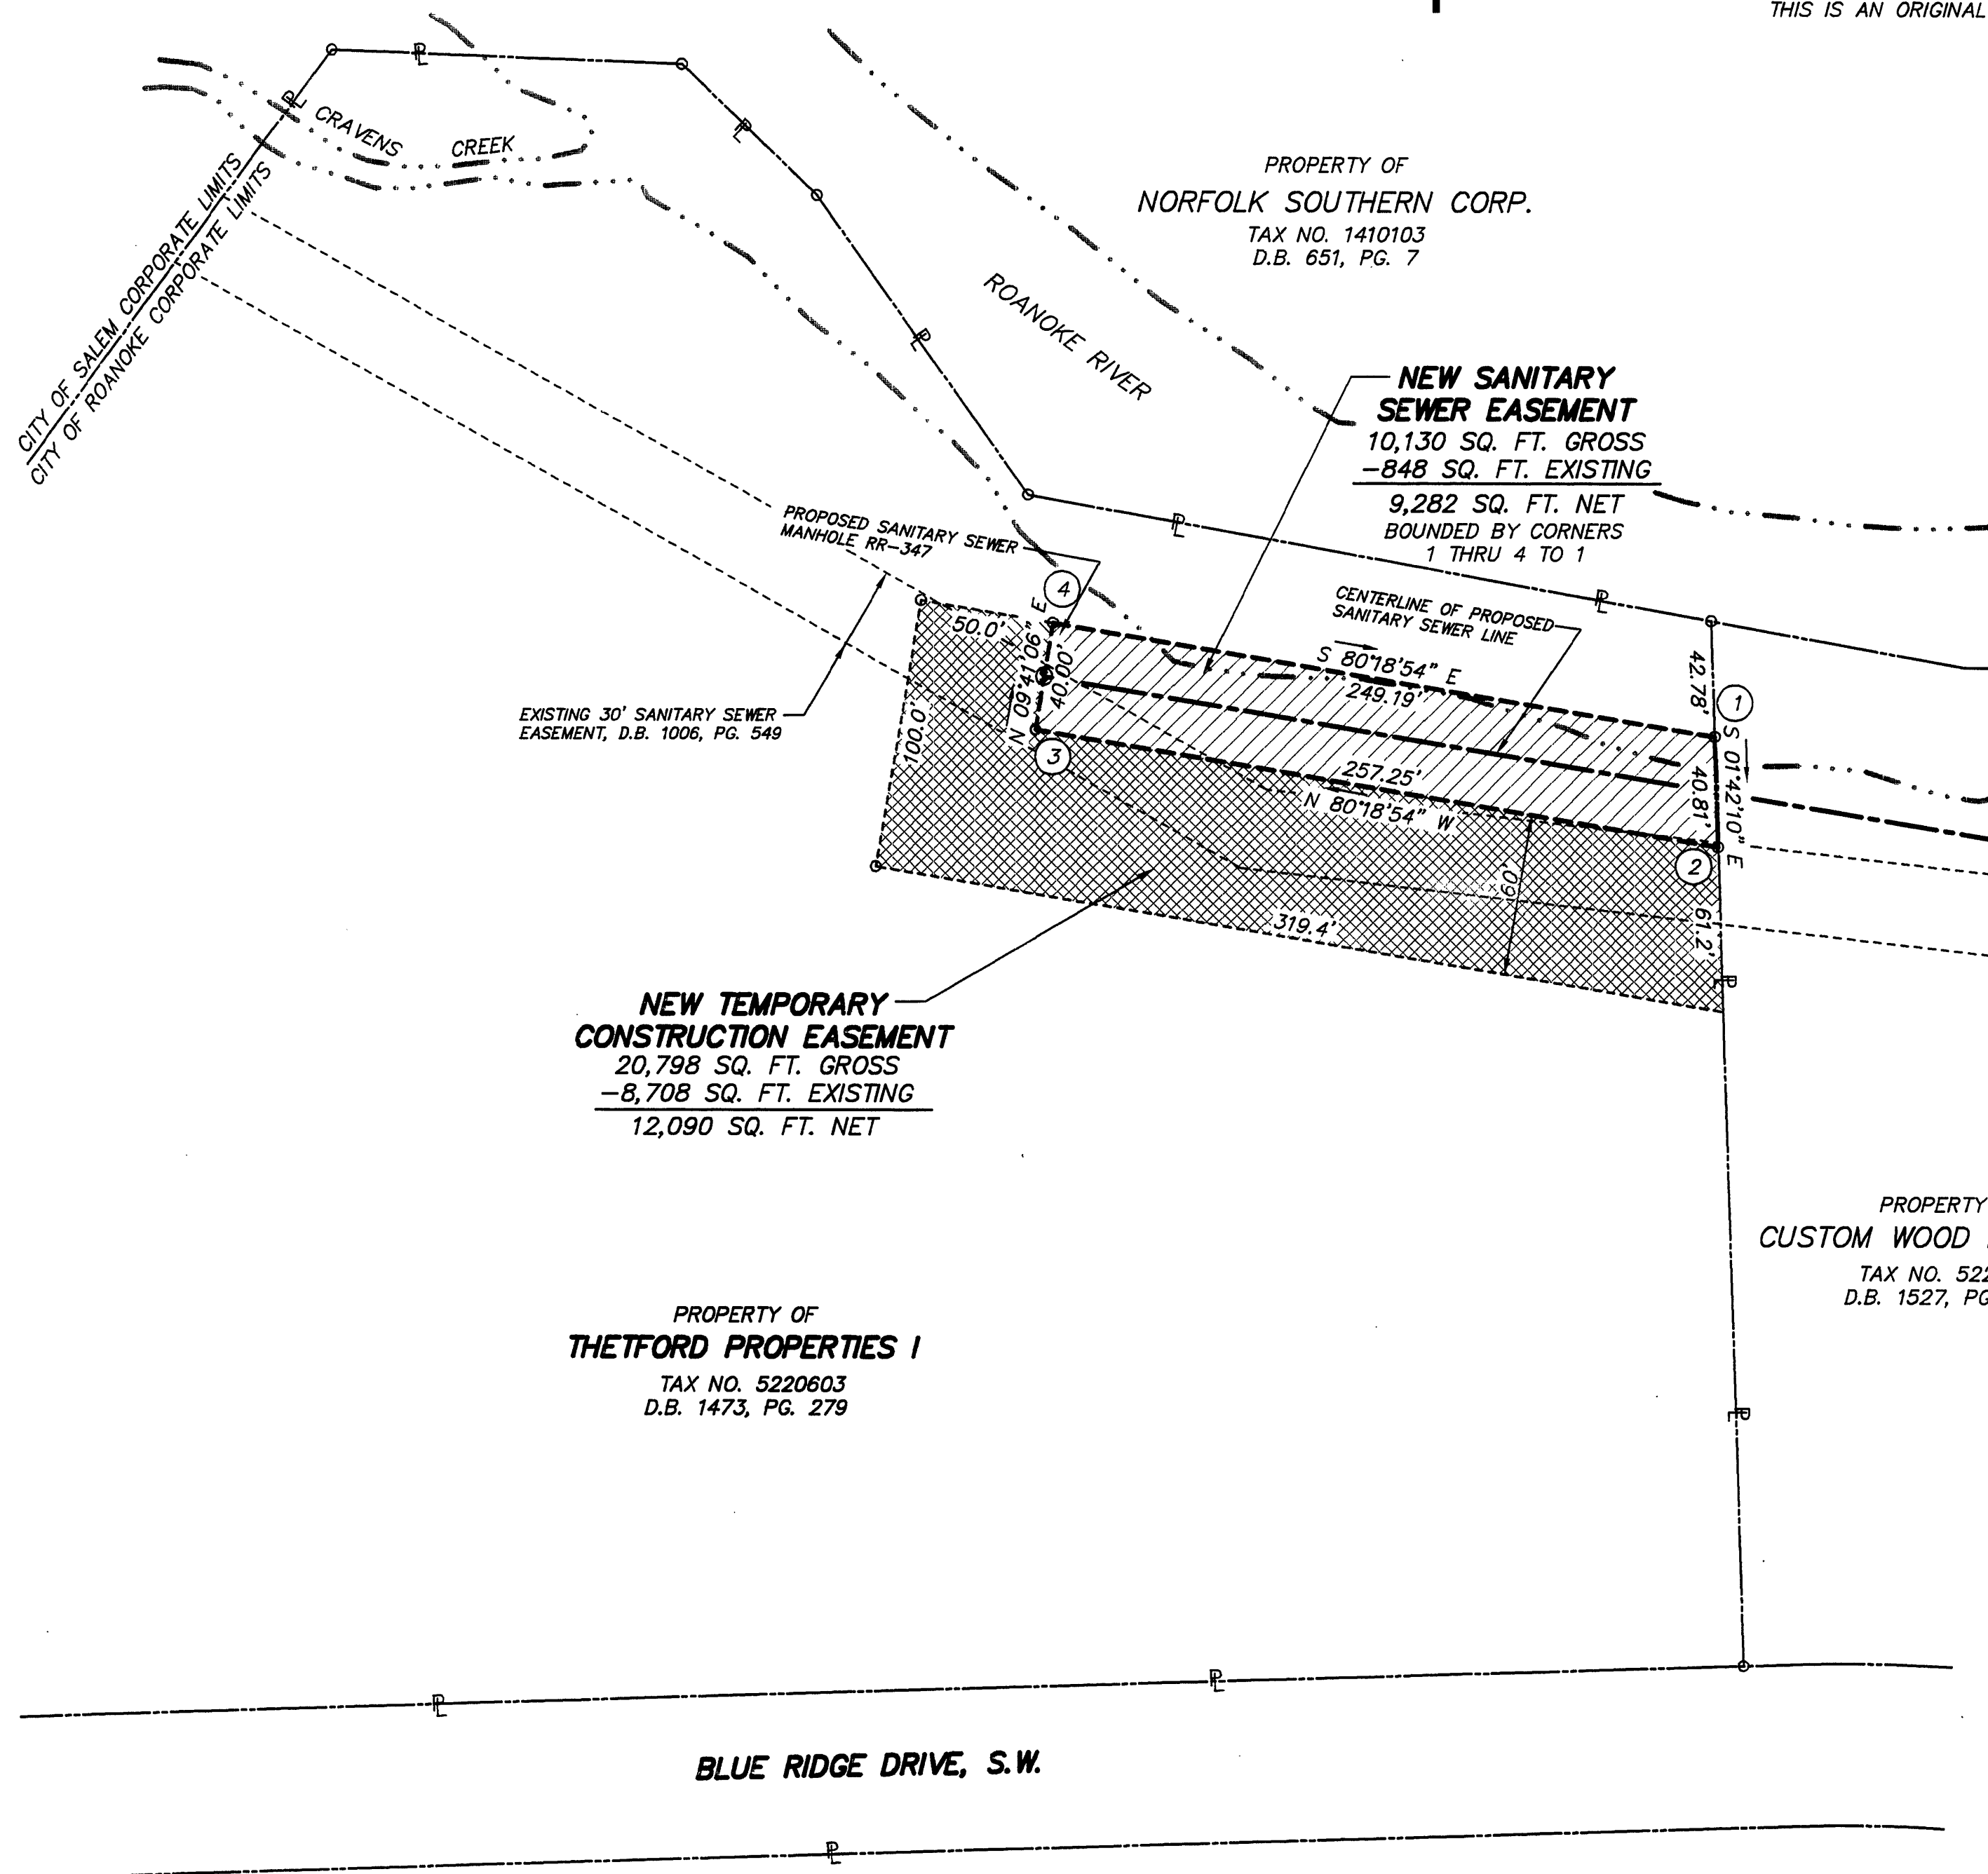 THIS IS AN ORIGINAL
CRAVENS
CREEK
CITY OF SALEM CORPORATE LIMITS
CITY OF ROANOKE CORPORATE LIMITS
PROPERTY OF
NORFOLK SOUTHERN CORP.
TAX NO. 1410103
D.B. 651, PG. 7
ROANOKE RIVER
NEW SANITARY
SEWER EASEMENT
10,130 SQ. FT. GROSS
-848 SQ. FT. EXISTING
9,282 SQ. FT. NET
BOUNDED BY CORNERS
1 THRU 4 TO 1
PROPOSED SANITARY SEWER
MANHOLE RR-347
CENTERLINE OF PROPOSED
SANITARY SEWER LINE
EXISTING 30' SANITARY SEWER
EASEMENT, D.B. 1006, PG. 549
4
50.0'
N 09°41'06" E
40.00'
100.0'
S 80°18'54" E
249.19'
42.78'
1
S 01°42'10" E
40.81'
3
257.25'
N 80°18'54" W
2
60.'
61.2'
319.4'
NEW TEMPORARY
CONSTRUCTION EASEMENT
20,798 SQ. FT. GROSS
-8,708 SQ. FT. EXISTING
12,090 SQ. FT. NET
PROPERTY
CUSTOM WOOD
TAX NO. 522
D.B. 1527, PG
PROPERTY OF
THETFORD PROPERTIES I
TAX NO. 5220603
D.B. 1473, PG. 279
BLUE RIDGE DRIVE, S.W.
PL
PL
PL
PL
PL
PL
PL
PL
PL
PL
PL